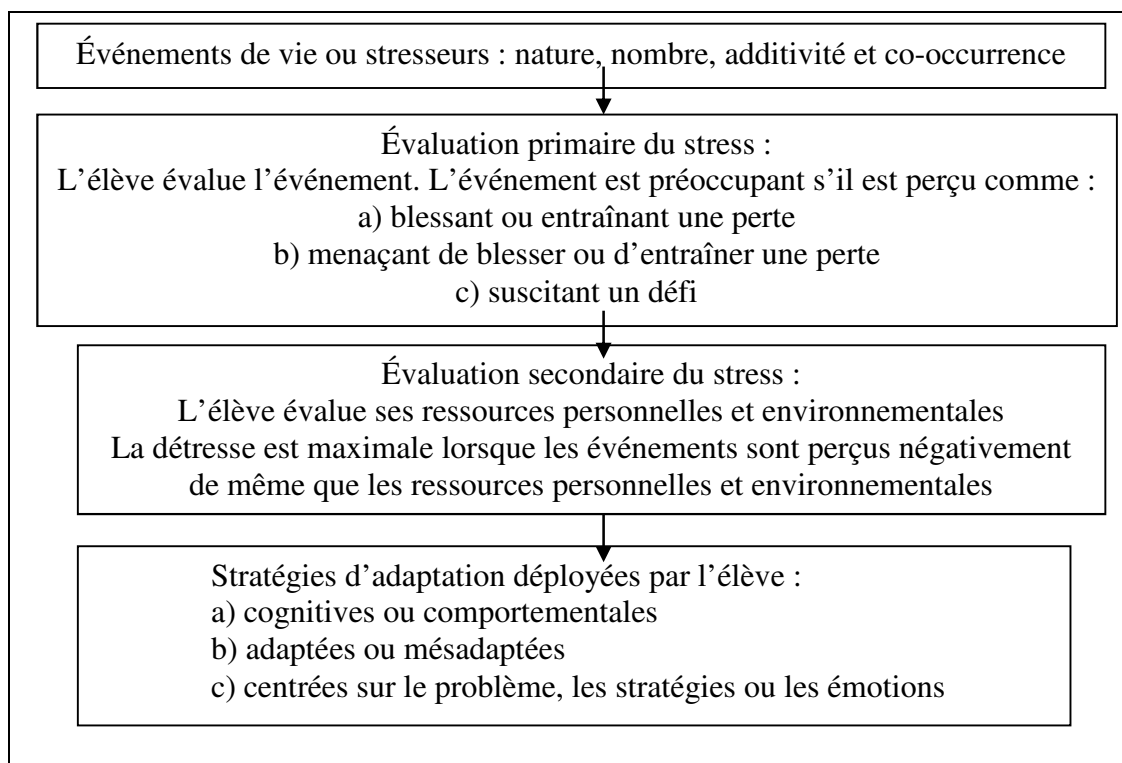 Événements de vie ou stresseurs : nature, nombre, additivité et co-occurrence
Évaluation primaire du stress :
L’élève évalue l’événement. L’événement est préoccupant s’il est perçu comme :
a) blessant ou entraînant une perte
b) menaçant de blesser ou d’entraîner une perte
c) suscitant un défi
Évaluation secondaire du stress :
L’élève évalue ses ressources personnelles et environnementales
La détresse est maximale lorsque les événements sont perçus négativement
de même que les ressources personnelles et environnementales
Stratégies d’adaptation déployées par l’élève :
a) cognitives ou comportementales
b) adaptées ou mésadaptées
c) centrées sur le problème, les stratégies ou les émotions